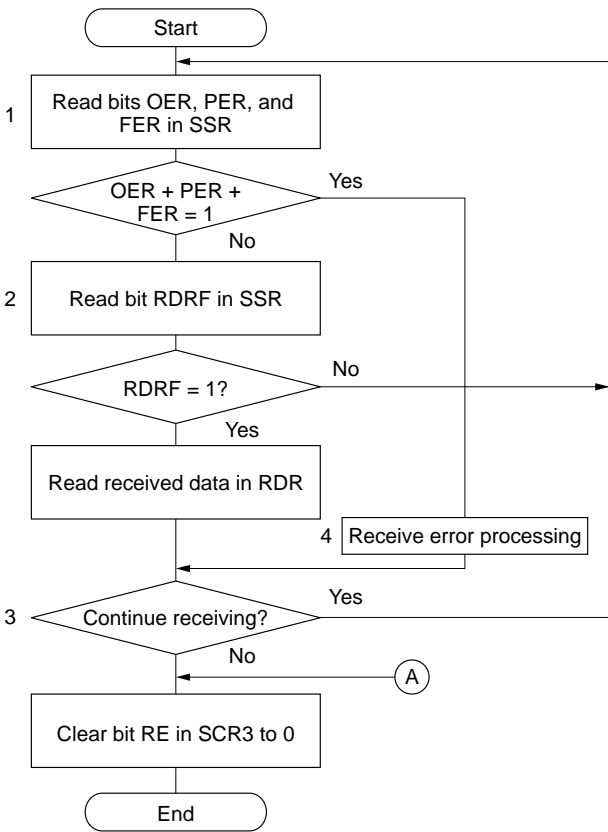 Start
1
Read bits OER, PER, and
FER in SSR
OER + PER +
FER = 1
Yes
No
2
Read bit RDRF in SSR
RDRF = 1?
No
Yes
Read received data in RDR
4
Receive error processing
3
Continue receiving?
Yes
No
A
Clear bit RE in SCR3 to 0
End